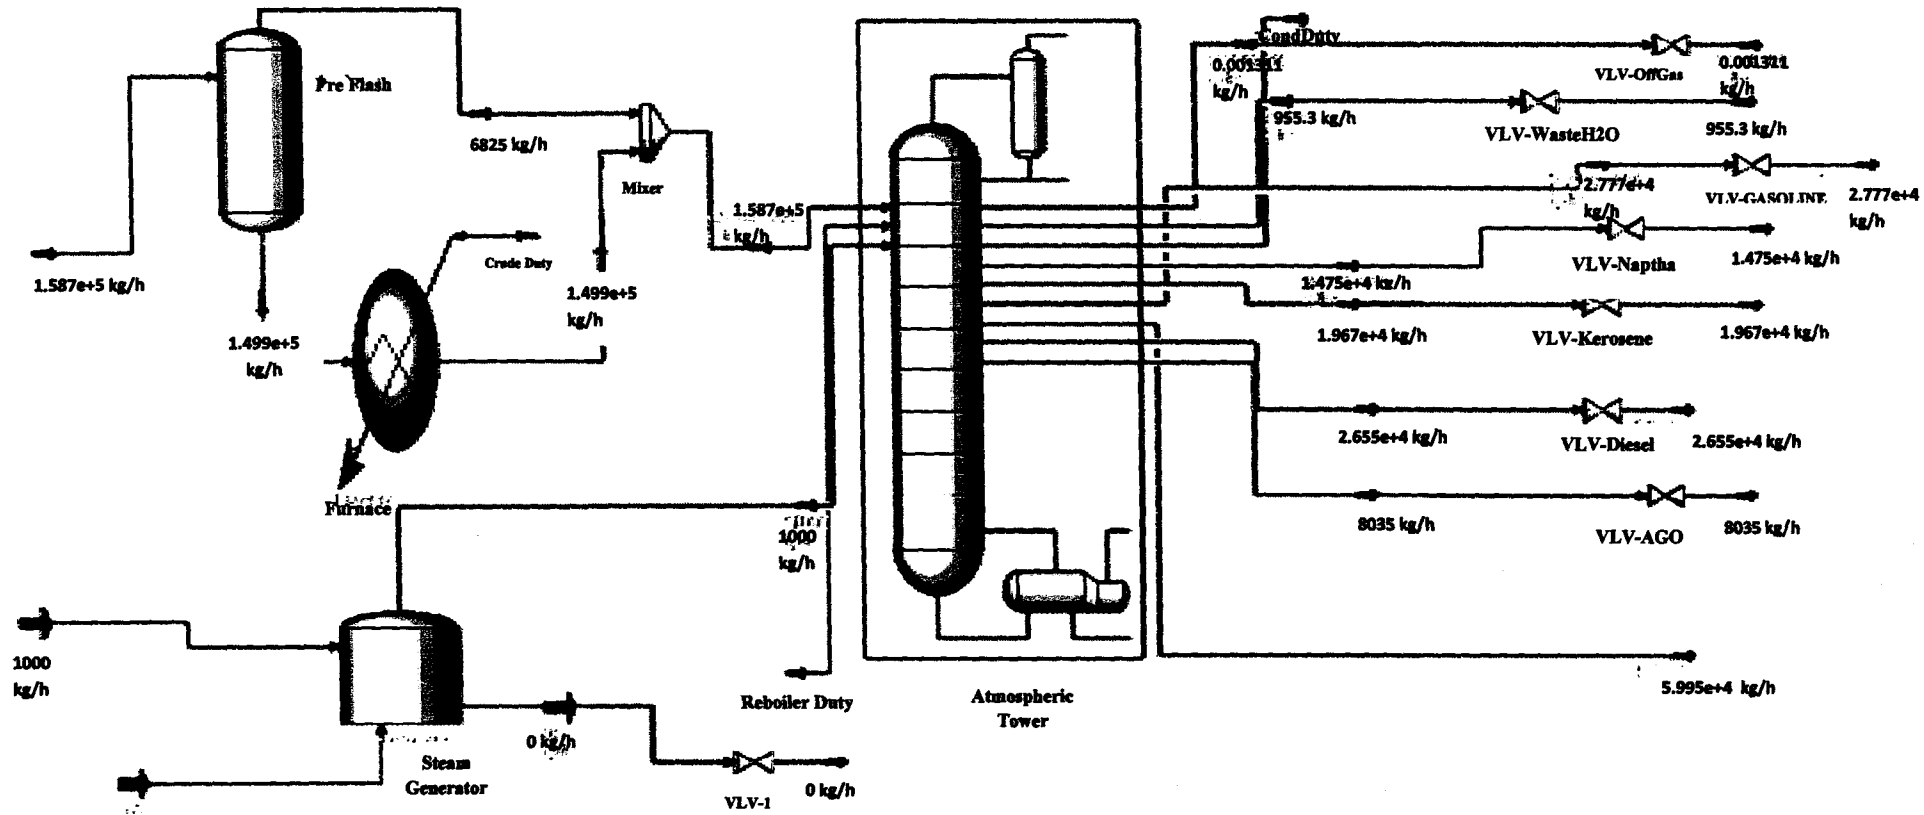 Pre Flash
6825 kg/h
Mixer
1.587e+5 kg/h
1.499e+5
kg/h
Crude Duty
1.499e+5
kg/h
Furnace
1.587e+5
kg/h
1000
kg/h
1000
kg/h
Steam
Generator
0 kg/h
VLV-1
0 kg/h
Reboiler Duty
Atmospheric
Tower
CondDuty
0.001311
kg/h
VLV-OffGas
0.001311
kg/h
955.3 kg/h
VLV-WasteH2O
955.3 kg/h
2.777e+4
kg/h
VLV-GASOLINE
2.777e+4
kg/h
VLV-Naptha
1.475e+4 kg/h
1.475e+4 kg/h
1.967e+4 kg/h
VLV-Kerosene
1.967e+4 kg/h
2.655e+4 kg/h
VLV-Diesel
2.655e+4 kg/h
8035 kg/h
VLV-AGO
8035 kg/h
5.995e+4 kg/h